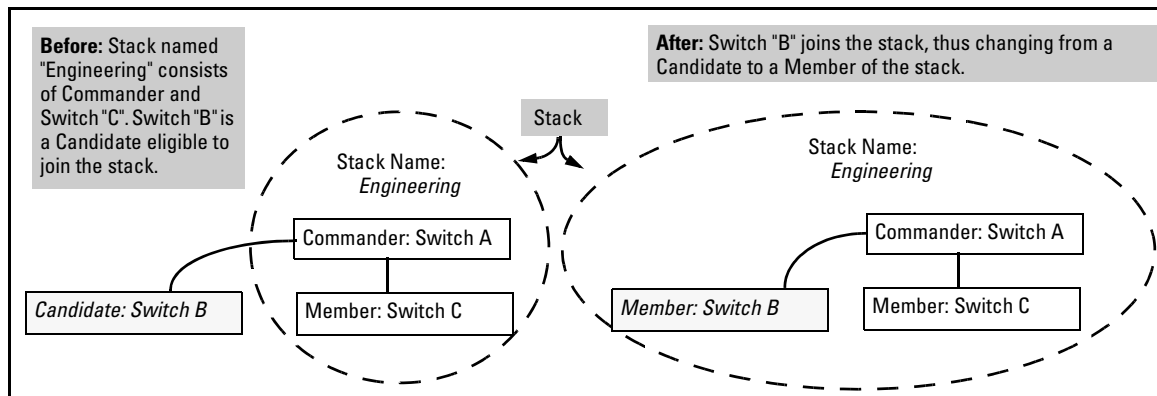 Before: Stack named
"Engineering" consists
of Commander and
Switch "C". Switch "B" is
a Candidate eligible to
join the stack.
After: Switch "B" joins the stack, thus changing from a
Candidate to a Member of the stack.
Stack
Stack Name:
Engineering
Commander: Switch A
Candidate: Switch B
Member: Switch C
Stack Name:
Engineering
Commander: Switch A
Member: Switch B
Member: Switch C